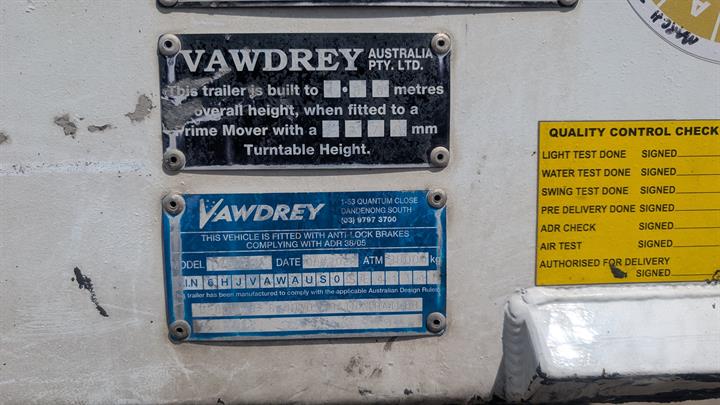 VAWDREY AUSTRALIA PTY. LTD.
This trailer is built to metres
overall height, when fitted to a
Prime Mover with a mm
Turntable Height.
VAWDREY
1-53 QUANTUM CLOSE
DANDENONG SOUTH
(03) 9797 3700
THIS VEHICLE IS FITTED WITH ANTI LOCK BRAKES
COMPLYING WITH ADR 38/05
MODEL DATE ATM kg
IN 6HJVAWAUS0
trailer has been manufactured to comply with the applicable Australian Design Rules
QUALITY CONTROL CHECK
LIGHT TEST DONE SIGNED
WATER TEST DONE SIGNED
SWING TEST DONE SIGNED
PRE DELIVERY DONE SIGNED
ADR CHECK SIGNED
AIR TEST SIGNED
AUTHORISED FOR DELIVERY
SIGNED